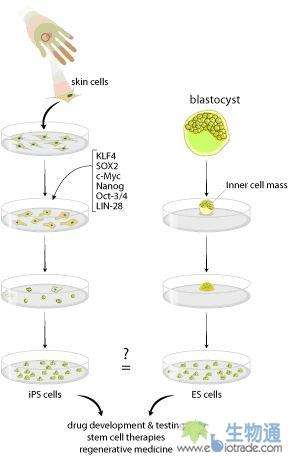 skin cells
blastocyst
KLF4
SOX2
c-Myc
Nanog
Oct-3/4
LIN-28
Inner cell mass
?
=
iPS cells
ES cells
drug development & testing
stem cell therapies
regenerative medicine
生物通
www.ebiotrade.com